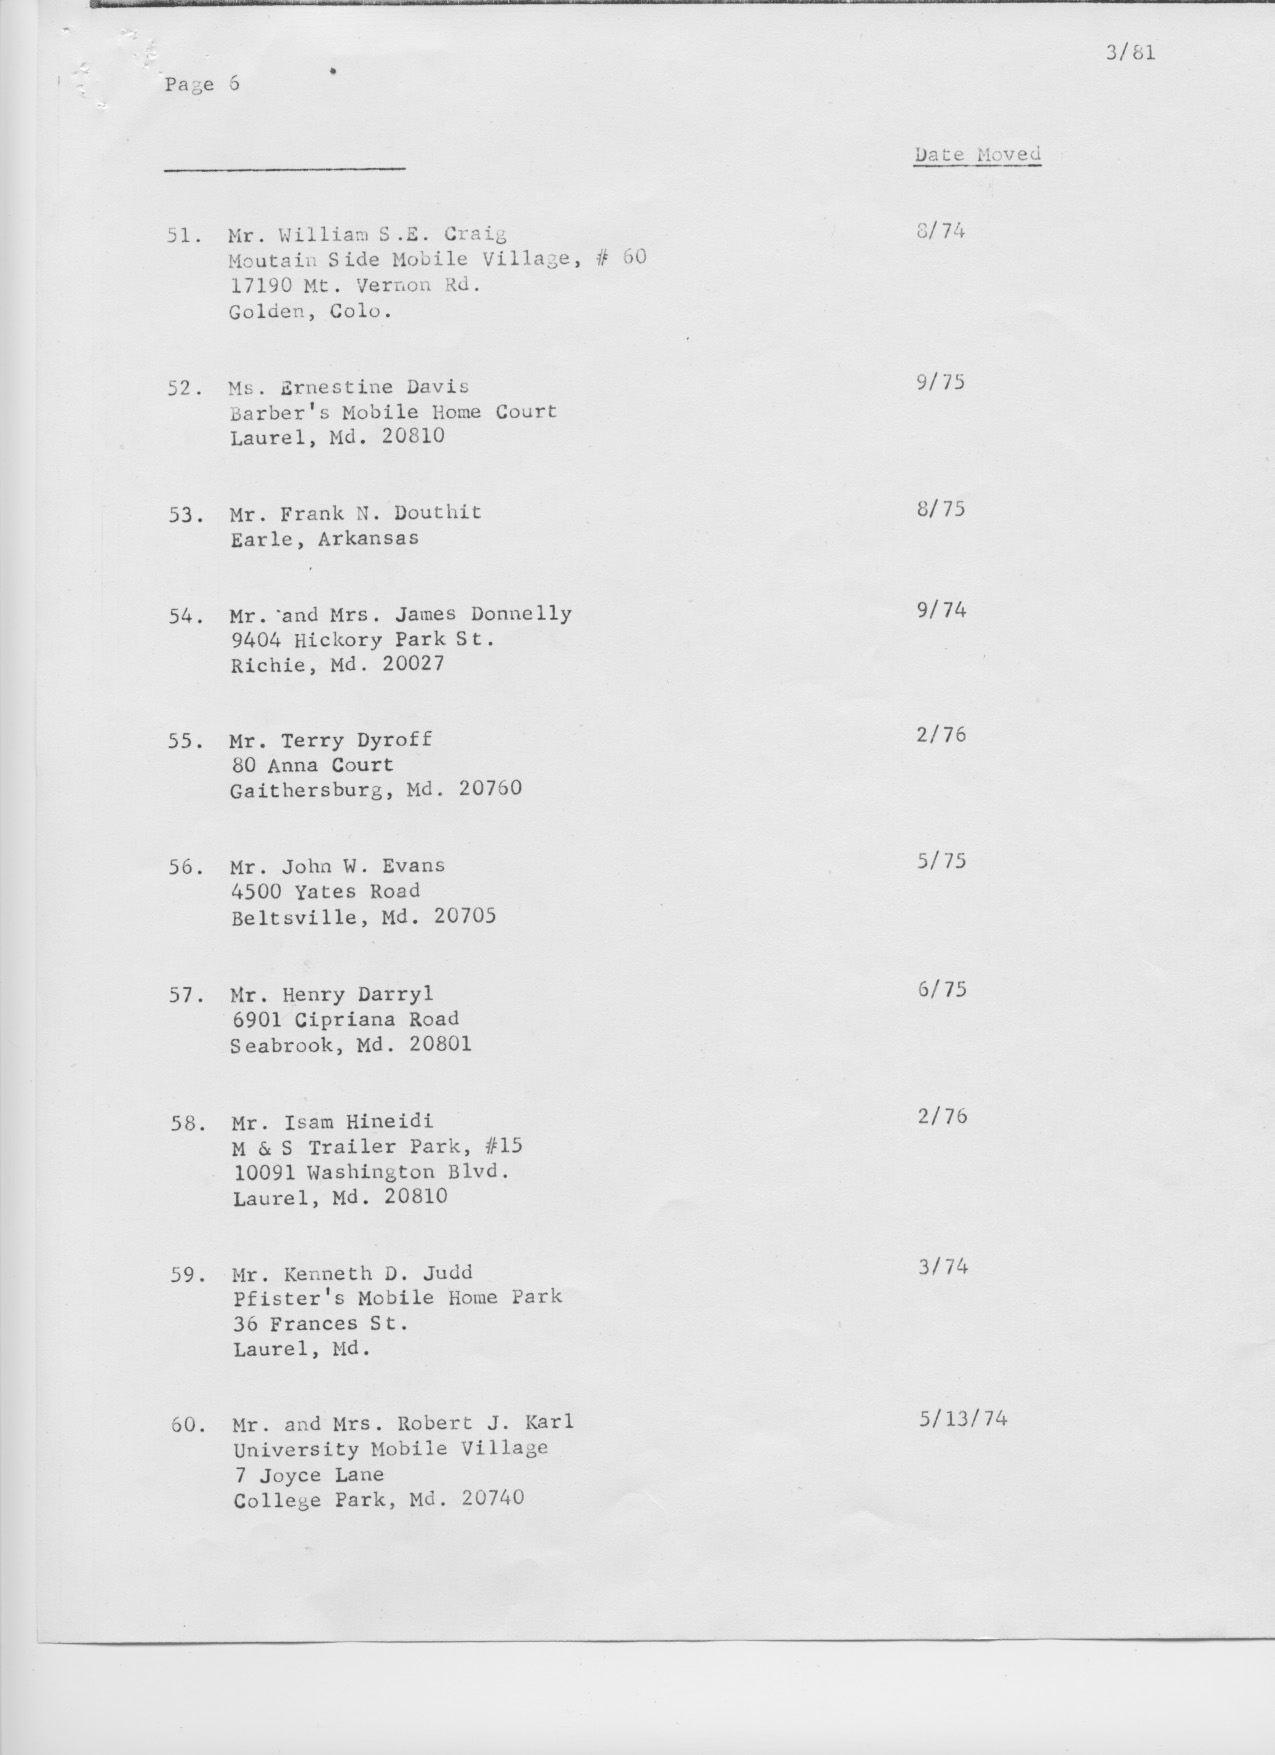 3/81
Page 6
Date Moved
51. Mr. William S.E. Craig 8/74
Moutain Side Mobile Village, # 60
17190 Mt. Vernon Rd.
Golden, Colo.
52. Ms. Ernestine Davis 9/75
Barber's Mobile Home Court
Laurel, Md. 20810
53. Mr. Frank N. Douthit 8/75
Earle, Arkansas
54. Mr. and Mrs. James Donnelly 9/74
9404 Hickory Park St.
Richie, Md. 20027
55. Mr. Terry Dyroff 2/76
80 Anna Court
Gaithersburg, Md. 20760
56. Mr. John W. Evans 5/75
4500 Yates Road
Beltsville, Md. 20705
57. Mr. Henry Darryl 6/75
6901 Cipriana Road
Seabrook, Md. 20801
58. Mr. Isam Hineidi 2/76
M & S Trailer Park, #15
10091 Washington Blvd.
Laurel, Md. 20810
59. Mr. Kenneth D. Judd 3/74
Pfister's Mobile Home Park
36 Frances St.
Laurel, Md.
60. Mr. and Mrs. Robert J. Karl 5/13/74
University Mobile Village
7 Joyce Lane
College Park, Md. 20740